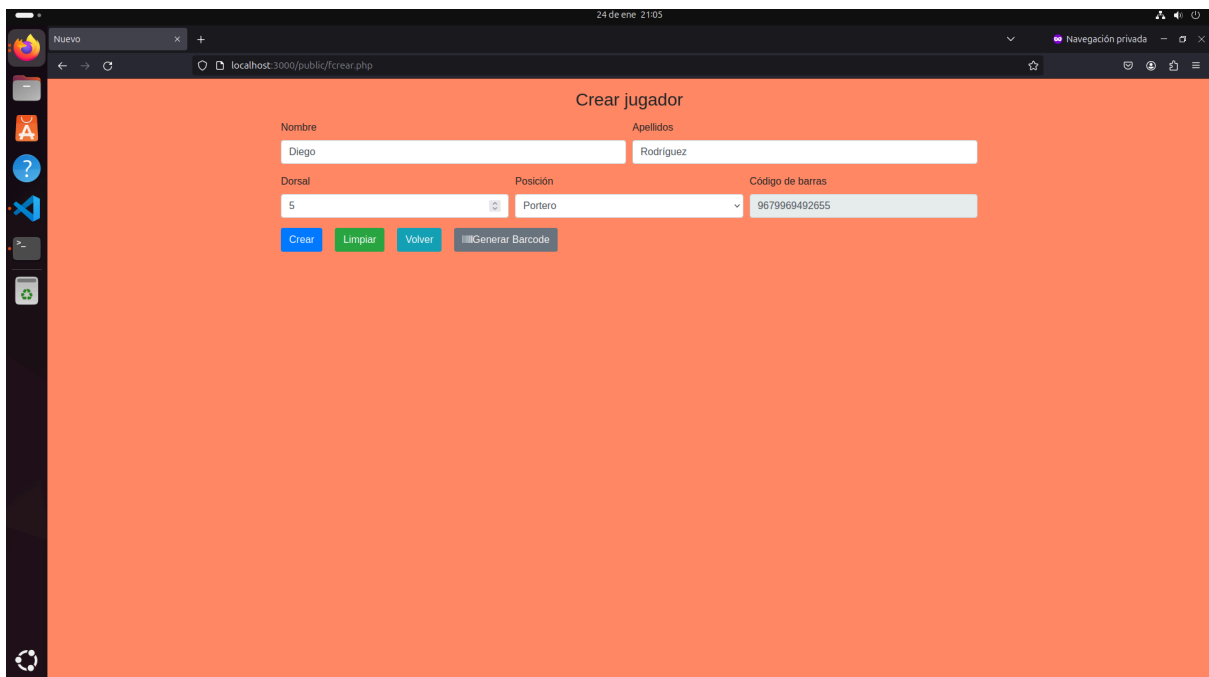 24 de ene 21:05
Nuevo
Navegación privada
localhost:3000/public/fcrear.php
Crear jugador
Nombre Apellidos
Diego Rodríguez
Dorsal Posición Código de barras
5 Portero 9679969492655
Crear Limpiar Volver Generar Barcode